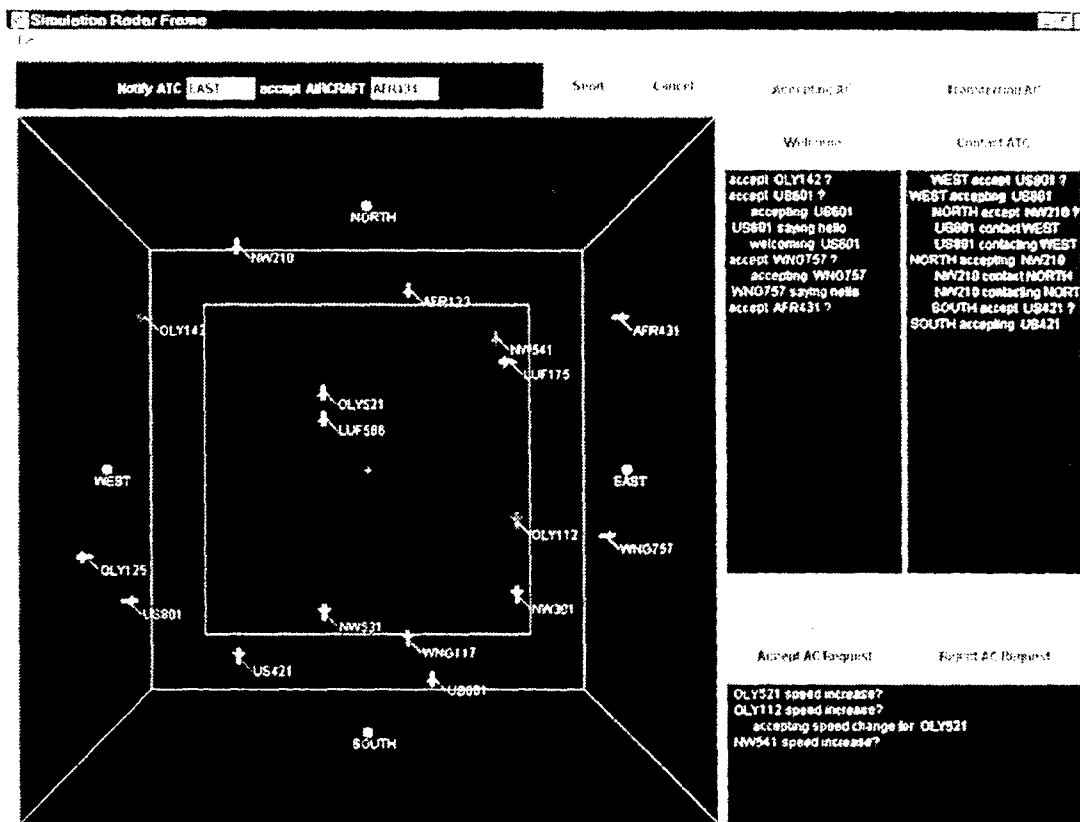 Simulation Radar Frame
Notify ATC EAST accept AIRCRAFT AFR431
Send
Cancel
Accepting AC
Transferring AC
Welcome
Contact ATC
accept OLY142 ?
accept US601 ?
accepting US601
US601 saying hello
welcoming US601
accept WNG757 ?
accepting WNG757
WNG757 saying hello
accept AFR431 ?
WEST accept US801 ?
WEST accepting US801
NORTH accept NW210 ?
US801 contact WEST
US801 contacting WEST
NORTH accepting NW210
NW210 contact NORTH
NW210 contacting NORT
SOUTH accept US421 ?
SOUTH accepting US421
NORTH
NW210
AFR123
OLY142
AFR431
NW541
LUF175
OLY521
LUF566
WEST
EAST
OLY112
WNG757
OLY125
US801
NW301
NW531
WNG117
US421
US601
SOUTH
Accept AC Request
Reject AC Request
OLY521 speed increase?
OLY112 speed increase?
accepting speed change for OLY521
NW541 speed increase?